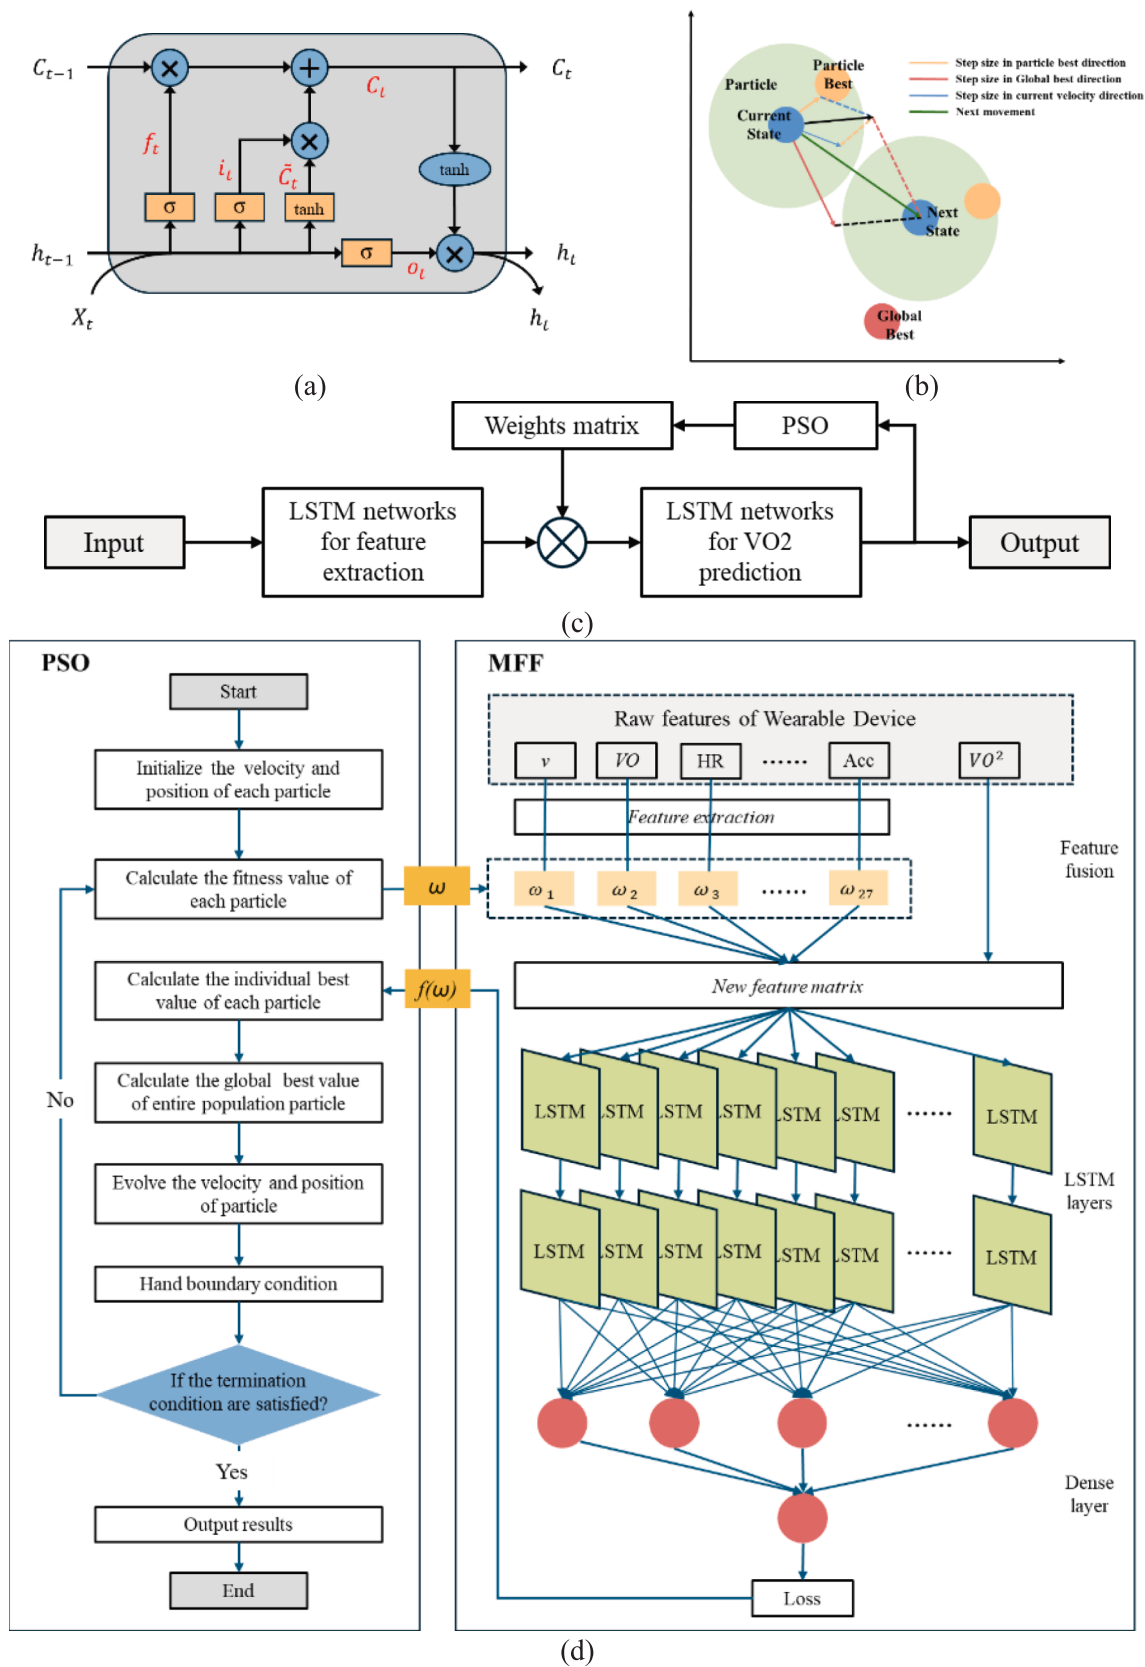 C_{t-1}
C_t
C_t
f_t
i_t
C̃_t
tanh
σ
σ
tanh
h_{t-1}
σ
o_t
h_t
X_t
h_t
(a)
Particle
Particle
Best
Current
State
Step size in particle best direction
Step size in Global best direction
Step size in current velocity direction
Next movement
Next
State
Global
Best
(b)
Weights matrix
PSO
Input
LSTM networks
for feature
extraction
LSTM networks
for VO2
prediction
Output
(c)
PSO
Start
Initialize the velocity and
position of each particle
Calculate the fitness value of
each particle
Calculate the individual best
value of each particle
Calculate the global best value
of entire population particle
Evolve the velocity and position
of particle
Hand boundary condition
If the termination
condition are satisfied?
No
Yes
Output results
End
ω
f(ω)
MFF
Raw features of Wearable Device
v
VO
HR
······
Acc
VO²
Feature extraction
Feature
fusion
ω₁
ω₂
ω₃
······
ω₂₇
New feature matrix
LSTM
LSTM
LSTM
LSTM
LSTM
LSTM
······
LSTM
LSTM
layers
LSTM
LSTM
LSTM
LSTM
LSTM
LSTM
······
LSTM
······
Dense
layer
Loss
(d)